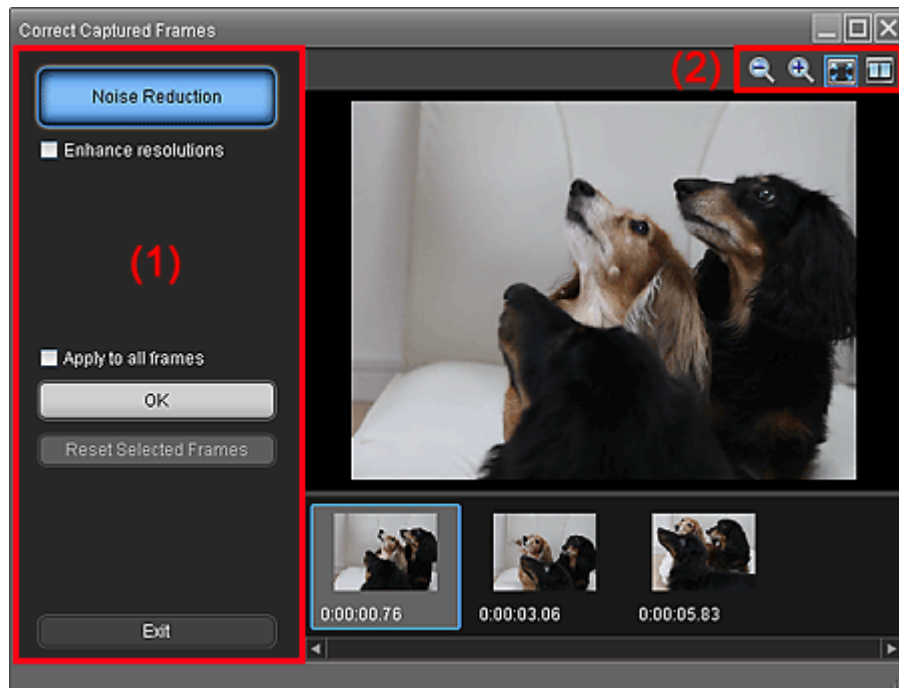 Correct Captured Frames
(2)
Noise Reduction
Enhance resolutions
(1)
Apply to all frames
OK
Reset Selected Frames
0:00:00.76 0:00:03.06 0:00:05.83
Exit